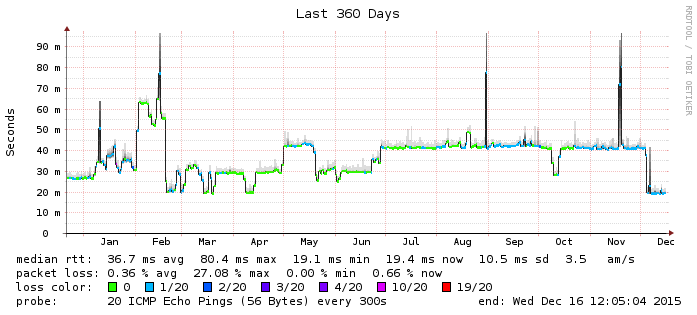 Last 360 Days
RRDTOOL / TOBI OETIKER
Seconds
90 m
80 m
70 m
60 m
50 m
40 m
30 m
20 m
10 m
0
Jan Feb Mar Apr May Jun Jul Aug Sep Oct Nov Dec
median rtt: 36.7 ms avg 80.4 ms max 19.1 ms min 19.4 ms now 10.5 ms sd 3.5 am/s
packet loss: 0.36 % avg 27.08 % max 0.00 % min 0.66 % now
loss color: 0 1/20 2/20 3/20 4/20 10/20 19/20
probe: 20 ICMP Echo Pings (56 Bytes) every 300s end: Wed Dec 16 12:05:04 2015